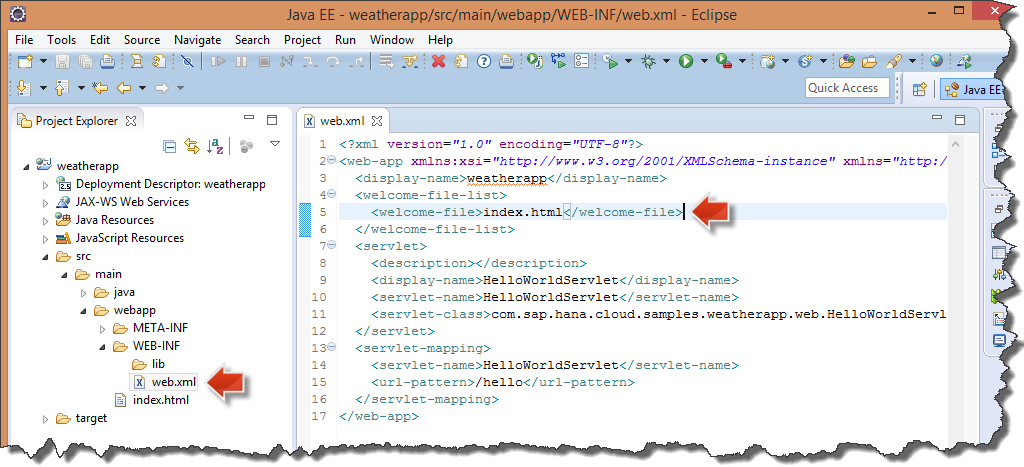 Java EE - weatherapp/src/main/webapp/WEB-INF/web.xml - Eclipse
File Tools Edit Source Navigate Search Project Run Window Help
Quick Access
Java EE
Project Explorer
weatherapp
Deployment Descriptor: weatherapp
JAX-WS Web Services
Java Resources
JavaScript Resources
src
main
java
webapp
META-INF
WEB-INF
lib
web.xml
index.html
target
web.xml
1 <?xml version="1.0" encoding="UTF-8"?>
2 <web-app xmlns:xsi="http://www.w3.org/2001/XMLSchema-instance" xmlns="http:/
3 <display-name>weatherapp</display-name>
4 <welcome-file-list>
5 <welcome-file>index.html</welcome-file>
6 </welcome-file-list>
7 <servlet>
8 <description></description>
9 <display-name>HelloWorldServlet</display-name>
10 <servlet-name>HelloWorldServlet</servlet-name>
11 <servlet-class>com.sap.hana.cloud.samples.weatherapp.web.HelloWorldServl
12 </servlet>
13 <servlet-mapping>
14 <servlet-name>HelloWorldServlet</servlet-name>
15 <url-pattern>/hello</url-pattern>
16 </servlet-mapping>
17 </web-app>